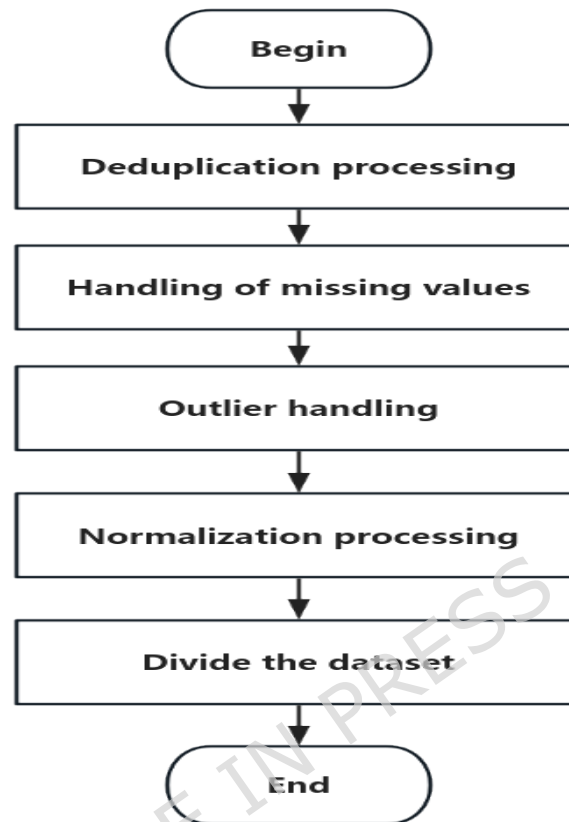 Begin
Deduplication processing
Handling of missing values
Outlier handling
Normalization processing
Divide the dataset
End
IN PRESS